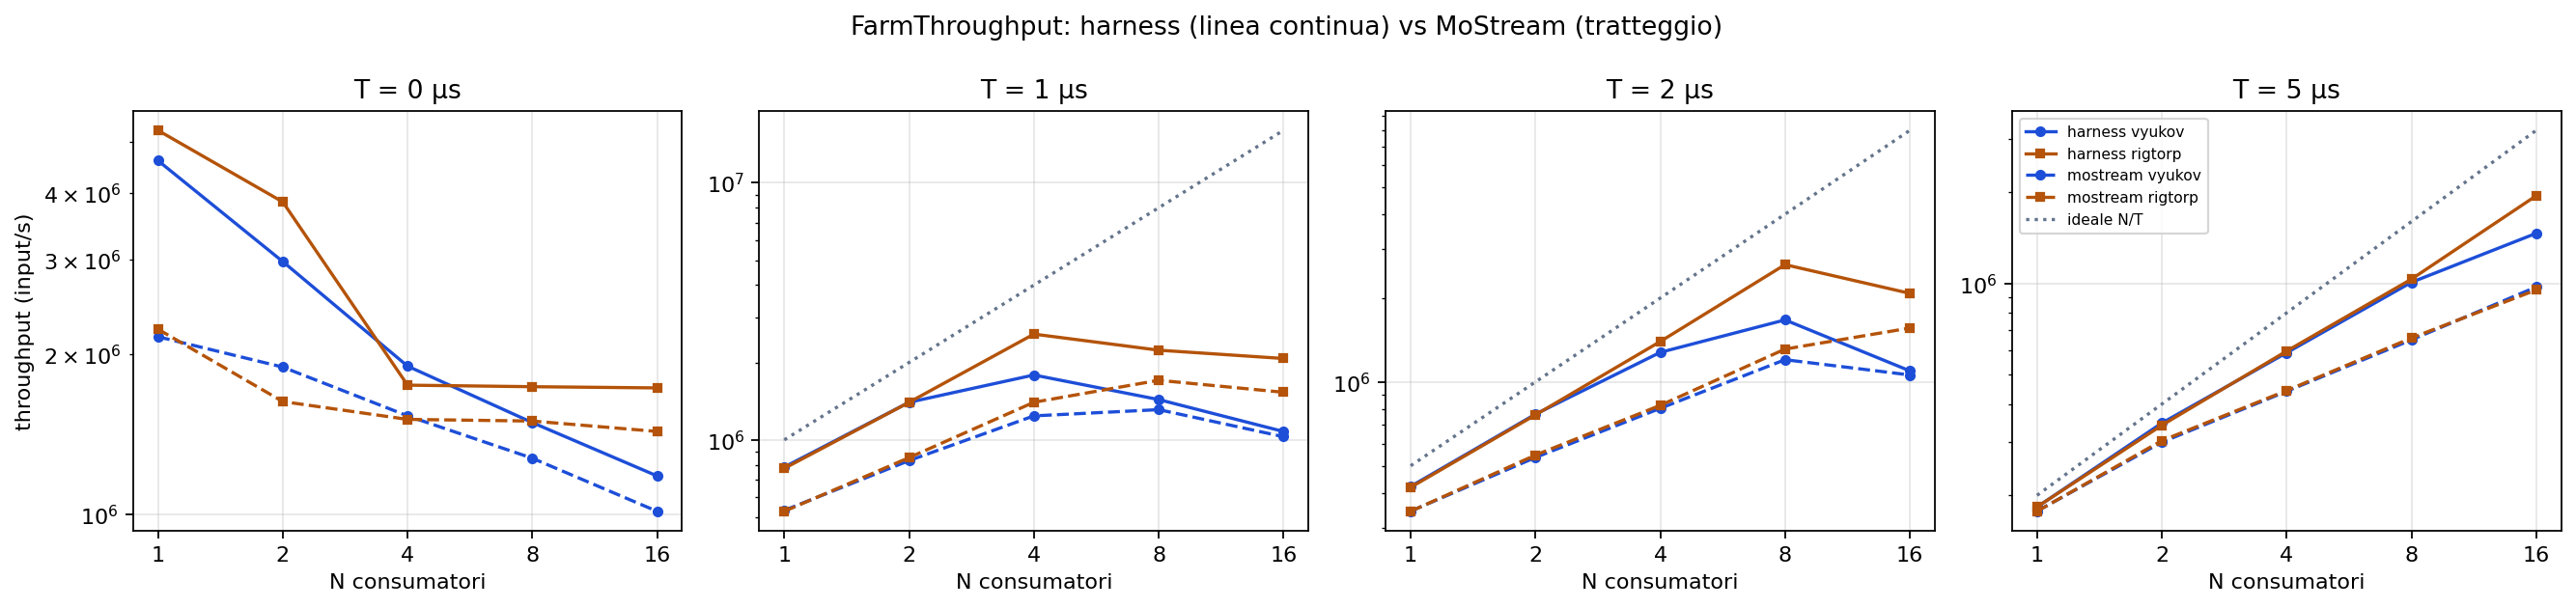 FarmThroughput: harness (linea continua) vs MoStream (tratteggio)
T = 0 µs
throughput (input/s)
4 × 10⁶
3 × 10⁶
2 × 10⁶
10⁶
1 2 4 8 16
N consumatori
T = 1 µs
10⁷
10⁶
1 2 4 8 16
N consumatori
T = 2 µs
10⁶
1 2 4 8 16
N consumatori
T = 5 µs
harness vyukov
harness rigtorp
mostream vyukov
mostream rigtorp
ideale N/T
10⁶
1 2 4 8 16
N consumatori